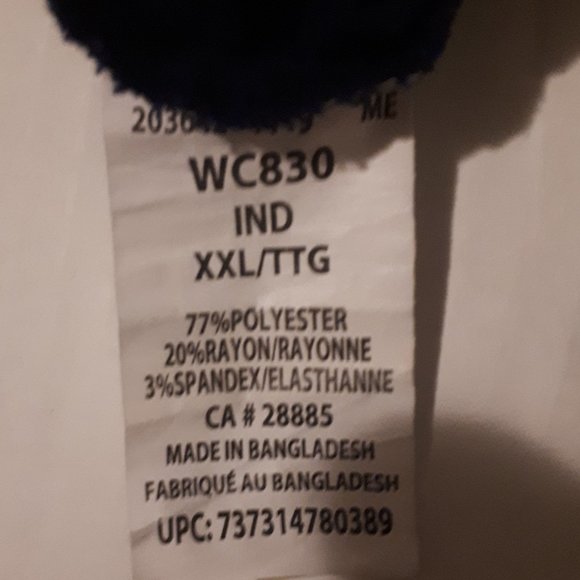 ME
WC830
IND
XXL/TTG
77%POLYESTER
20%RAYON/RAYONNE
3%SPANDEX/ELASTHANNE
CA # 28885
MADE IN BANGLADESH
FABRIQUÉ AU BANGLADESH
UPC: 737314780389